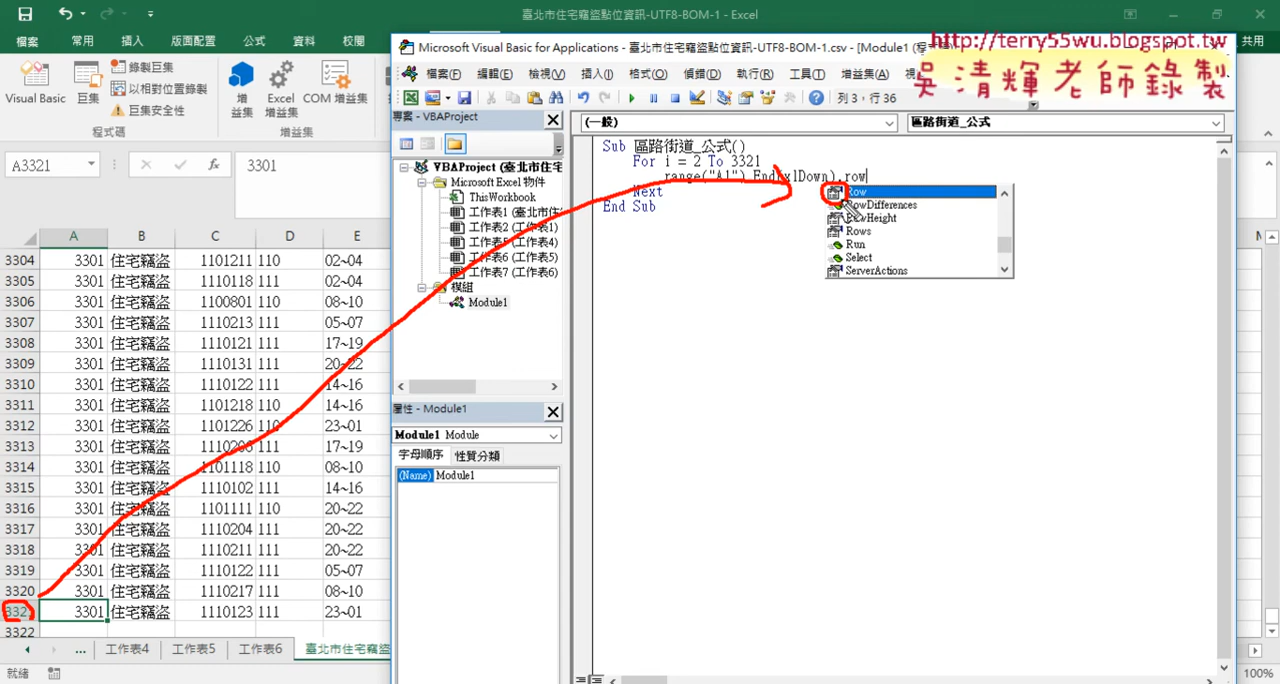 臺北市住宅竊盜點位資訊-UTF8-BOM-1 - Excel
檔案 常用 插入 版面配置 公式 資料 校閱 共用
Visual Basic 巨集 錄製巨集 以相對位置錄製 巨集安全性
增益集 Excel 增益集 COM 增益集
程式碼 增益集
A3321 fx 3301
A B C D E
3304 3301 住宅竊盜 1101211 110 02~04
3305 3301 住宅竊盜 1110118 111 02~04
3306 3301 住宅竊盜 1100801 110 08~10
3307 3301 住宅竊盜 1110213 111 05~07
3308 3301 住宅竊盜 1110121 111 17~19
3309 3301 住宅竊盜 1110131 111 20~22
3310 3301 住宅竊盜 1110122 111 14~16
3311 3301 住宅竊盜 1101218 110 14~16
3312 3301 住宅竊盜 1101226 110 23~01
3313 3301 住宅竊盜 1110206 111 17~19
3314 3301 住宅竊盜 1101118 110 08~10
3315 3301 住宅竊盜 1110102 111 14~16
3316 3301 住宅竊盜 1101111 110 20~22
3317 3301 住宅竊盜 1110204 111 20~22
3318 3301 住宅竊盜 1110211 111 20~22
3319 3301 住宅竊盜 1110122 111 05~07
3320 3301 住宅竊盜 1110217 111 08~10
3321 3301 住宅竊盜 1110123 111 23~01
3322
... 工作表4 工作表5 工作表6 臺北市住宅竊盜
就緒 100%
Microsoft Visual Basic for Applications - 臺北市住宅竊盜點位資訊-UTF8-BOM-1.csv - [Module1 (程式
http://terry55wu.blogspot.tw
吳清輝老師錄製
檔案(F) 編輯(E) 檢視(V) 插入(I) 格式(O) 偵錯(D) 執行(R) 工具(T) 增益集(A)
列 3, 行 36
專案 - VBAProject
VBAProject (臺北市住宅
Microsoft Excel 物件
ThisWorkbook
工作表1 (臺北市住
工作表2 (工作表1)
工作表5 (工作表4)
工作表6 (工作表5)
工作表7 (工作表6)
模組
Module1
屬性 - Module1
Module1 Module
字母順序 性質分類
(Name) Module1
(一般) 區路街道_公式
Sub 區路街道_公式()
For i = 2 To 3321
range("A1").End(xlDown).row
Next
End Sub
Row
RowDifferences
RowHeight
Rows
Run
Select
ServerActions